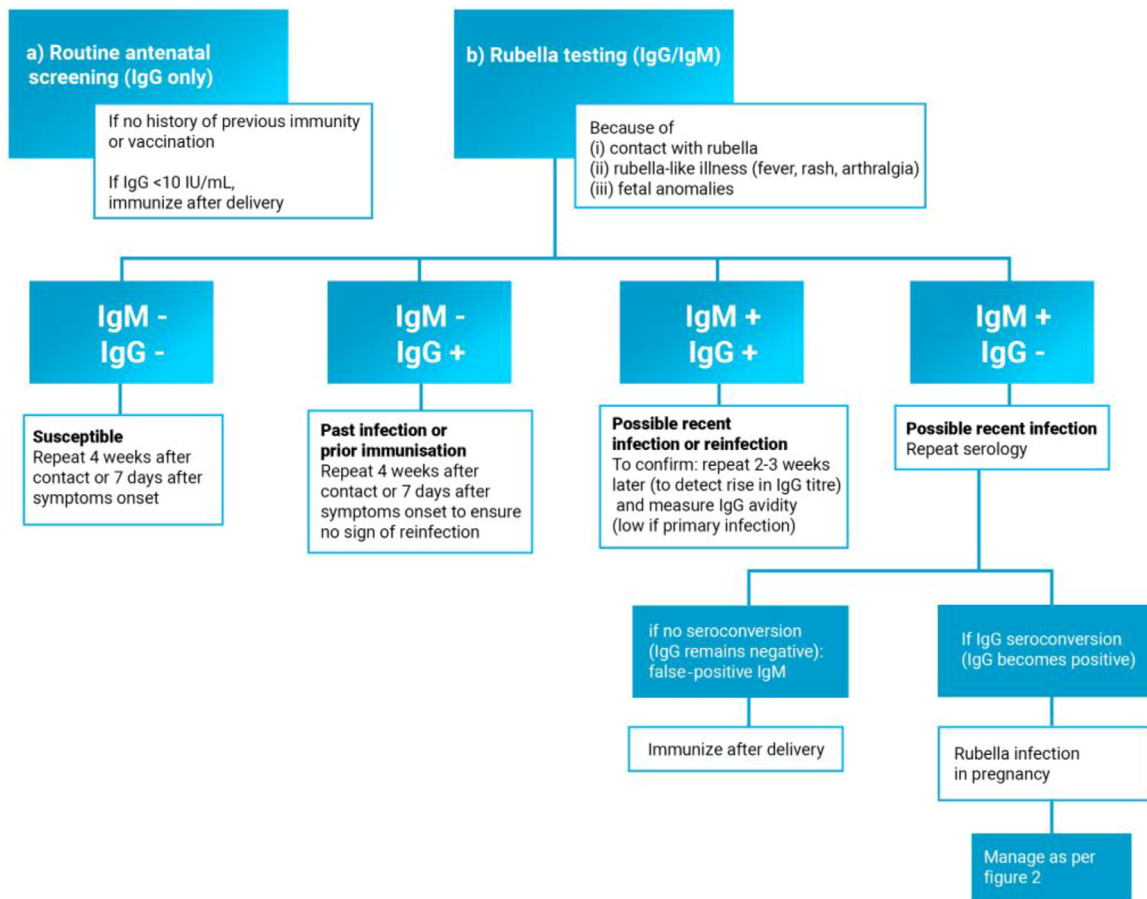 a) Routine antenatal
screening (IgG only)
If no history of previous immunity
or vaccination
If IgG <10 IU/mL,
immunize after delivery
b) Rubella testing (IgG/IgM)
Because of
(i) contact with rubella
(ii) rubella-like illness (fever, rash, arthralgia)
(iii) fetal anomalies
IgM -
IgG -
Susceptible
Repeat 4 weeks after
contact or 7 days after
symptoms onset
IgM -
IgG +
Past infection or
prior immunisation
Repeat 4 weeks after
contact or 7 days after
symptoms onset to ensure
no sign of reinfection
IgM +
IgG +
Possible recent
infection or reinfection
To confirm: repeat 2-3 weeks
later (to detect rise in IgG titre)
and measure IgG avidity
(low if primary infection)
IgM +
IgG -
Possible recent infection
Repeat serology
if no seroconversion
(IgG remains negative):
false-positive IgM
Immunize after delivery
If IgG seroconversion
(IgG becomes positive)
Rubella infection
in pregnancy
Manage as per
figure 2